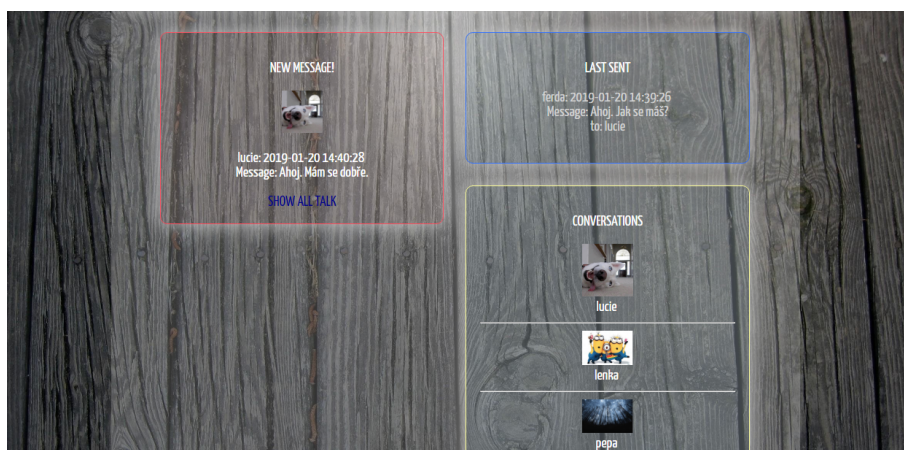 NEW MESSAGE!
lucie: 2019-01-20 14:40:28
Message: Ahoj. Mám se dobře.
SHOW ALL TALK
LAST SENT
ferda: 2019-01-20 14:39:26
Message: Ahoj. Jak se máš?
to: lucie
CONVERSATIONS
lucie
lenka
pepa